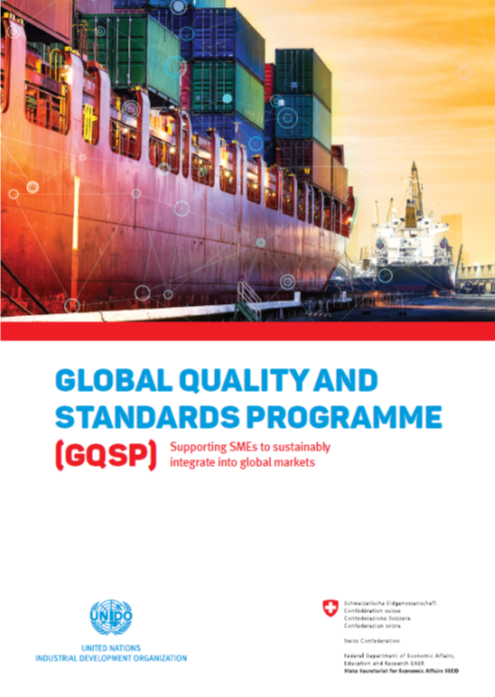 GLOBAL QUALITY AND
STANDARDS PROGRAMME
(GQSP)
Supporting SMEs to sustainably
integrate into global markets
UNIDO
UNITED NATIONS
INDUSTRIAL DEVELOPMENT ORGANIZATION
Schweizerische Eidgenossenschaft
Confédération suisse
Confederazione Svizzera
Confederaziun svizra
Swiss Confederation
Federal Department of Economic Affairs,
Education and Research EAER
State Secretariat for Economic Affairs SECO